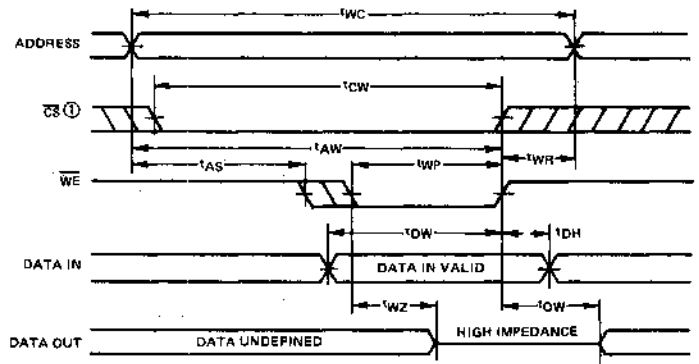 tWC
ADDRESS
tCW
CS ①
tAW
tAS
tWP
tWR
WE
tDW
tDH
DATA IN
DATA IN VALID
tWZ
tOW
DATA OUT
DATA UNDEFINED
HIGH IMPEDANCE